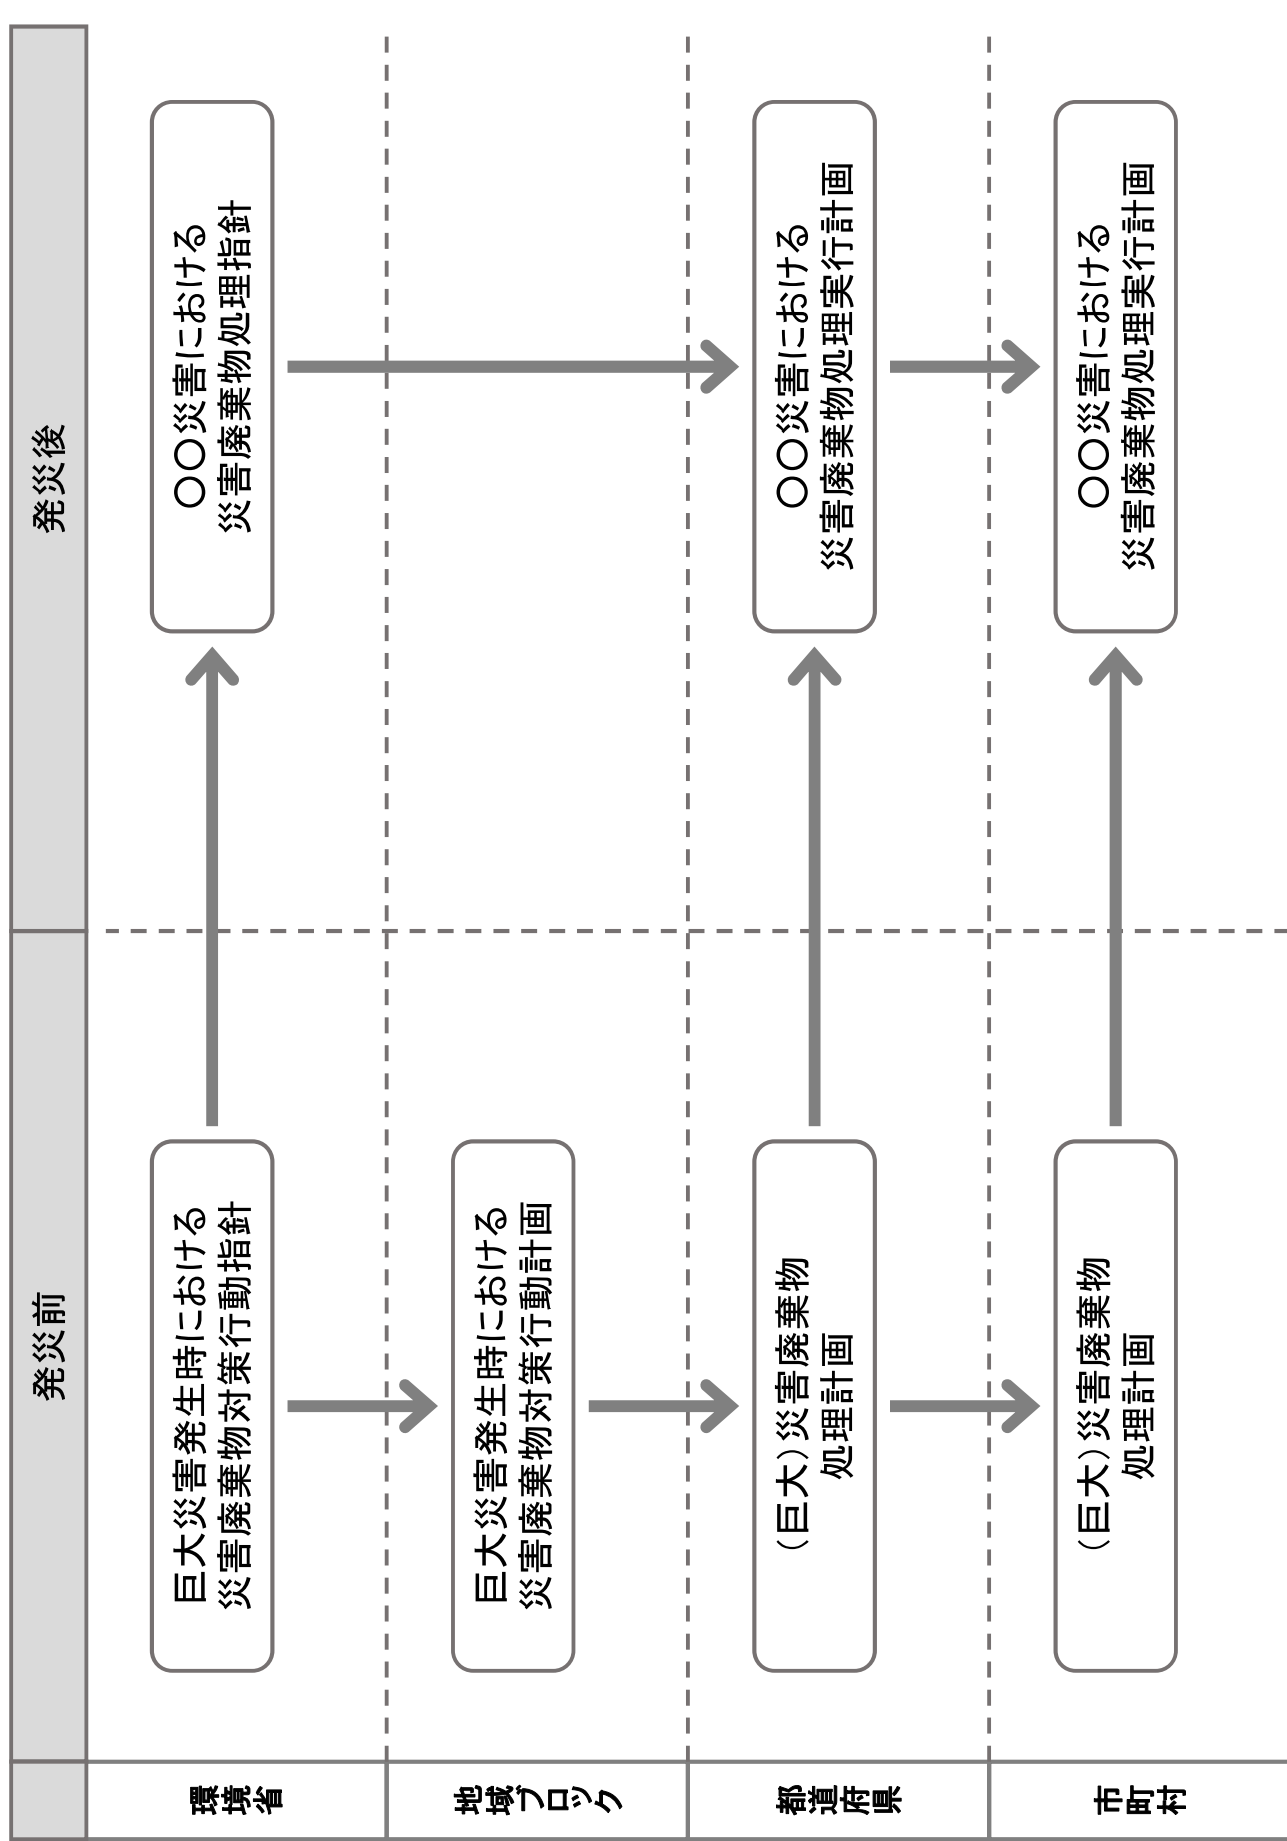 発災前
発災後
環境省
巨大災害発生時における
災害廃棄物対策行動指針
〇〇災害における
災害廃棄物処理指針
地域ブロック
巨大災害発生時における
災害廃棄物対策行動計画
都道府県
（巨大）災害廃棄物
処理計画
〇〇災害における
災害廃棄物処理実行計画
市町村
（巨大）災害廃棄物
処理計画
〇〇災害における
災害廃棄物処理実行計画